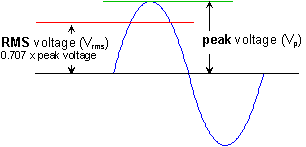 RMS voltage (Vrms)
0.707 x peak voltage
peak voltage (Vp)